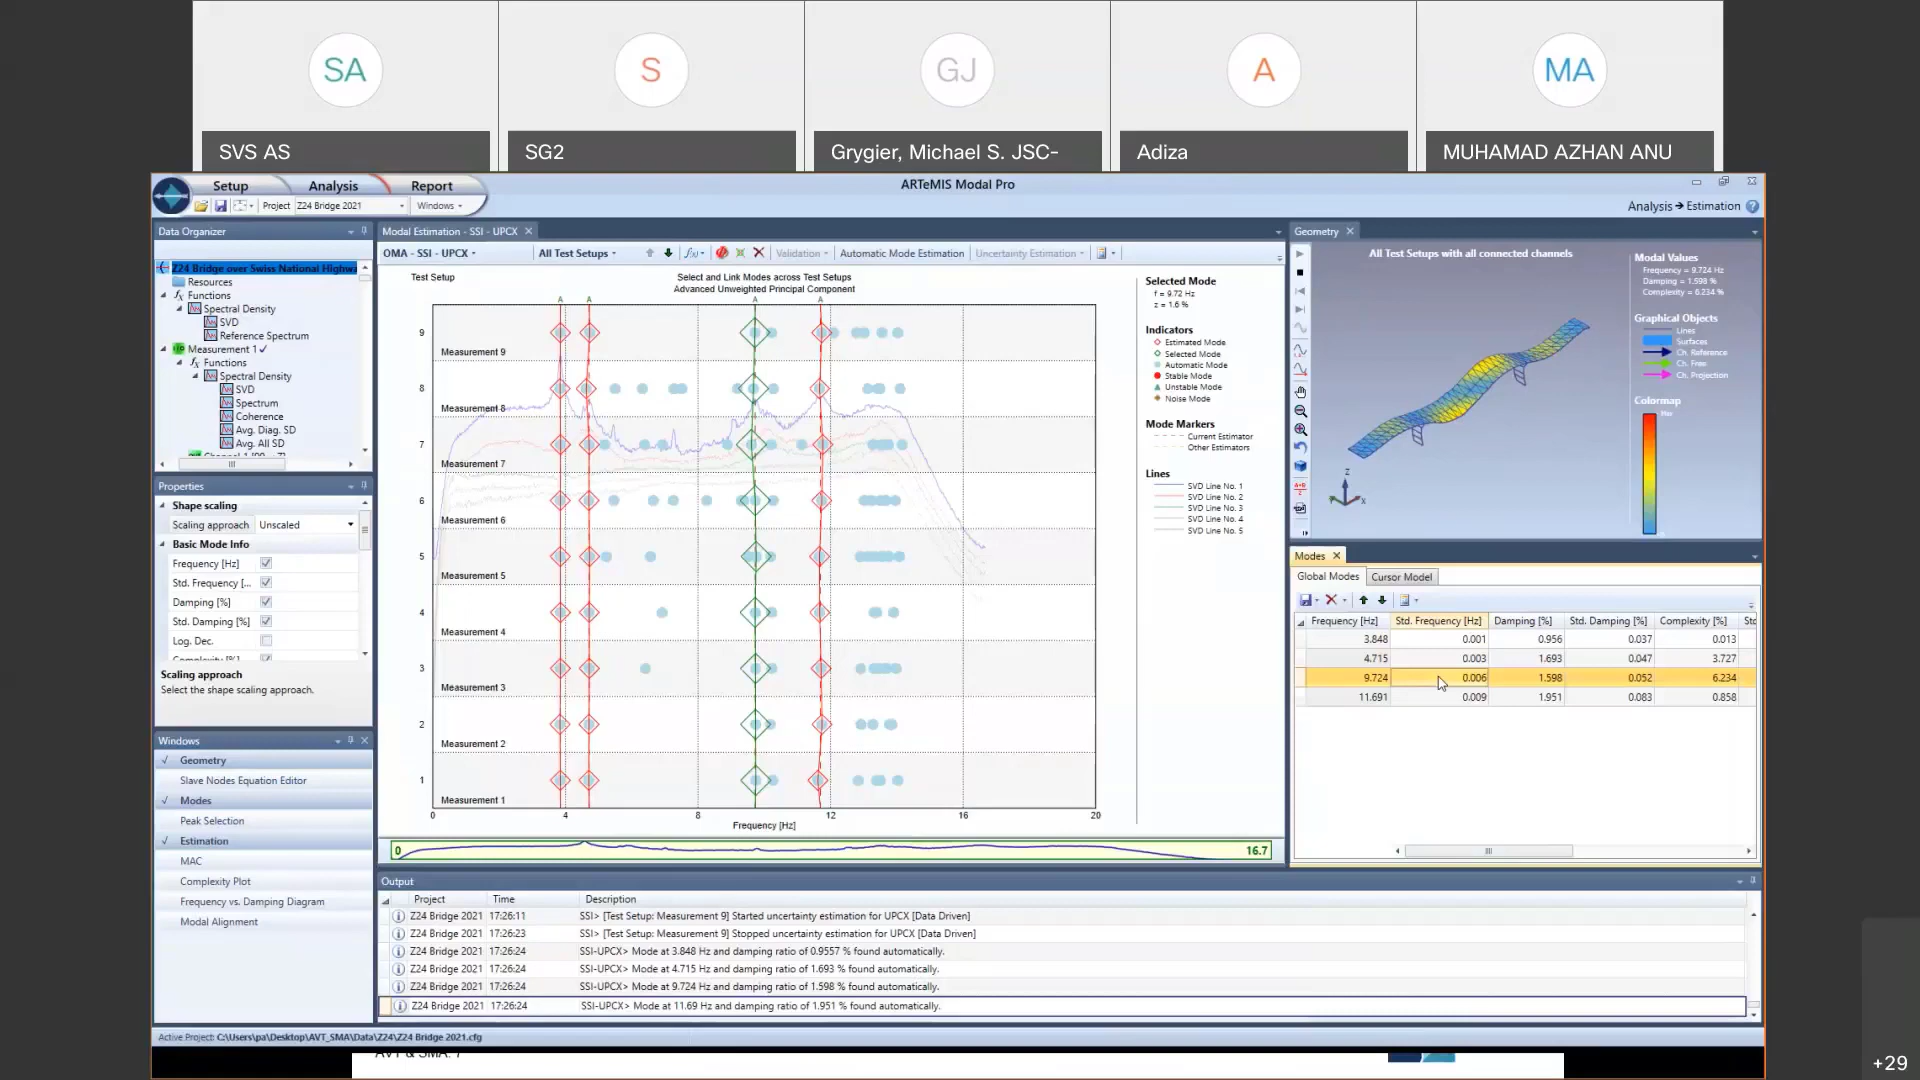 SA
S
GJ
A
MA
SVS AS
SG2
Grygier, Michael S. JSC-
Adiza
MUHAMAD AZHAN ANU
Setup
Analysis
Report
ARTeMIS Modal Pro
Project
Z24 Bridge 2021
Windows
Analysis
Estimation
Data Organizer
Z24 Bridge over Swiss National Highwa
Resources
Functions
Spectral Density
SVD
Reference Spectrum
Measurement 1
Functions
Spectral Density
SVD
Spectrum
Coherence
Avg. Diag. SD
Avg. All SD
Properties
Shape scaling
Scaling approach Unscaled
Basic Mode Info
Frequency [Hz]
Std. Frequency [...
Damping [%]
Std. Damping [%]
Log. Dec.
Complexity [%]
Scaling approach
Select the shape scaling approach.
Windows
Geometry
Slave Nodes Equation Editor
Modes
Peak Selection
Estimation
MAC
Complexity Plot
Frequency vs. Damping Diagram
Modal Alignment
Modal Estimation - SSI - UPCX
OMA - SSI - UPCX
All Test Setups
Validation
Automatic Mode Estimation
Uncertainty Estimation
Test Setup
Select and Link Modes across Test Setups
Advanced Unweighted Principal Component
A A A A
9
Measurement 9
8
Measurement 8
7
Measurement 7
6
Measurement 6
5
Measurement 5
4
Measurement 4
3
Measurement 3
2
Measurement 2
1
Measurement 1
0 4 8 12 16 20
Frequency [Hz]
0
16.7
Selected Mode
f = 9.72 Hz
z = 1.6 %
Indicators
Estimated Mode
Selected Mode
Automatic Mode
Stable Mode
Unstable Mode
Noise Mode
Mode Markers
Current Estimator
Other Estimators
Lines
SVD Line No. 1
SVD Line No. 2
SVD Line No. 3
SVD Line No. 4
SVD Line No. 5
Geometry
All Test Setups with all connected channels
Z
X
Modal Values
Frequency = 9.724 Hz
Damping = 1.598 %
Complexity = 6.234 %
Graphical Objects
Lines
Surfaces
Ch. Reference
Ch. Free
Ch. Projection
Colormap
Modes
Global Modes
Cursor Model
Frequency [Hz] Std. Frequency [Hz] Damping [%] Std. Damping [%] Complexity [%] Std
3.848 0.001 0.956 0.037 0.013
4.715 0.003 1.693 0.047 3.727
9.724 0.006 1.598 0.052 6.234
11.691 0.009 1.951 0.083 0.858
Output
Project Time Description
Z24 Bridge 2021 17:26:11 SSI> [Test Setup: Measurement 9] Started uncertainty estimation for UPCX [Data Driven]
Z24 Bridge 2021 17:26:23 SSI> [Test Setup: Measurement 9] Stopped uncertainty estimation for UPCX [Data Driven]
Z24 Bridge 2021 17:26:24 SSI-UPCX> Mode at 3.848 Hz and damping ratio of 0.9557 % found automatically.
Z24 Bridge 2021 17:26:24 SSI-UPCX> Mode at 4.715 Hz and damping ratio of 1.693 % found automatically.
Z24 Bridge 2021 17:26:24 SSI-UPCX> Mode at 9.724 Hz and damping ratio of 1.598 % found automatically.
Z24 Bridge 2021 17:26:24 SSI-UPCX> Mode at 11.69 Hz and damping ratio of 1.951 % found automatically.
Active Project: C:\Users\pa\Desktop\AVT_SMA\Data\Z24\Z24 Bridge 2021.cfg
AVT & SMA: 7
+29